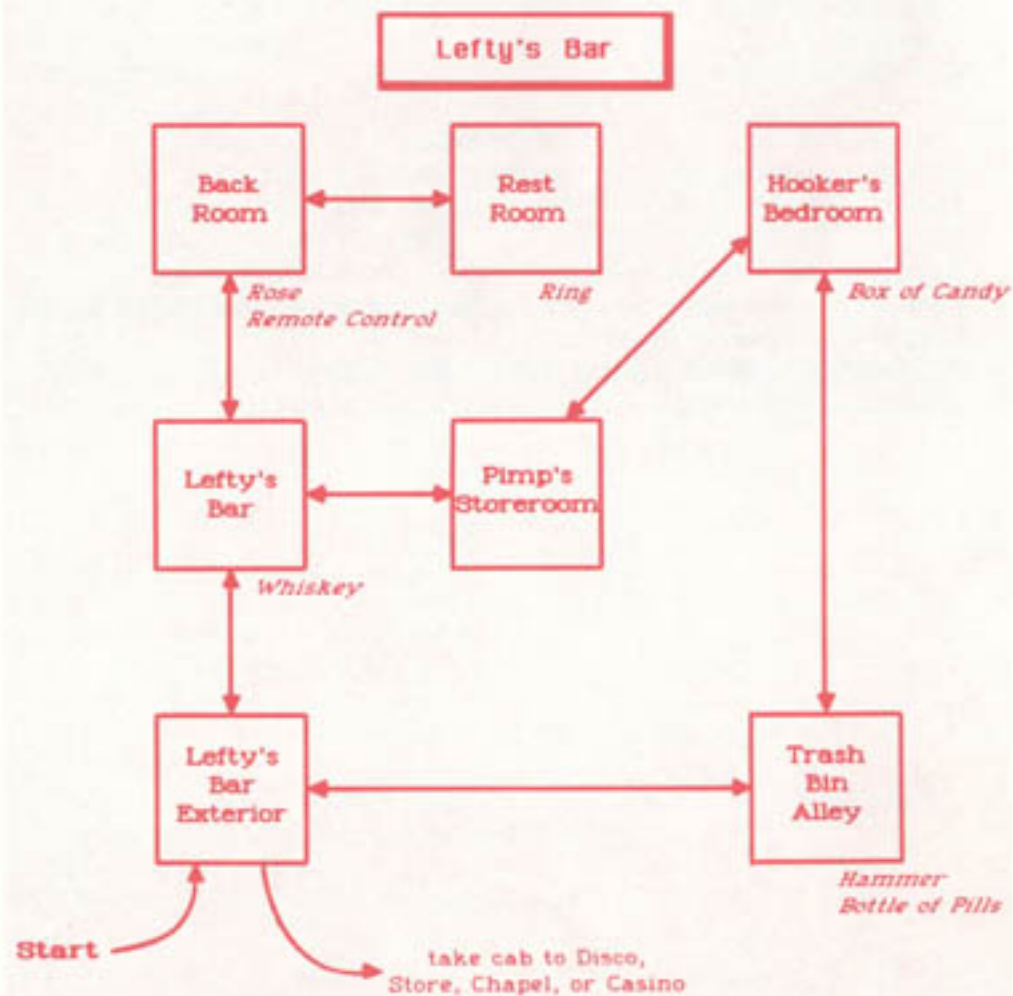 Lefty's Bar
Back
Room
Rest
Room
Hooker's
Bedroom
Rose
Remote Control
Ring
Box of Candy
Lefty's
Bar
Pimp's
Storeroom
Whiskey
Lefty's
Bar
Exterior
Trash
Bin
Alley
Hammer
Bottle of Pills
Start
take cab to Disco,
Store, Chapel, or Casino